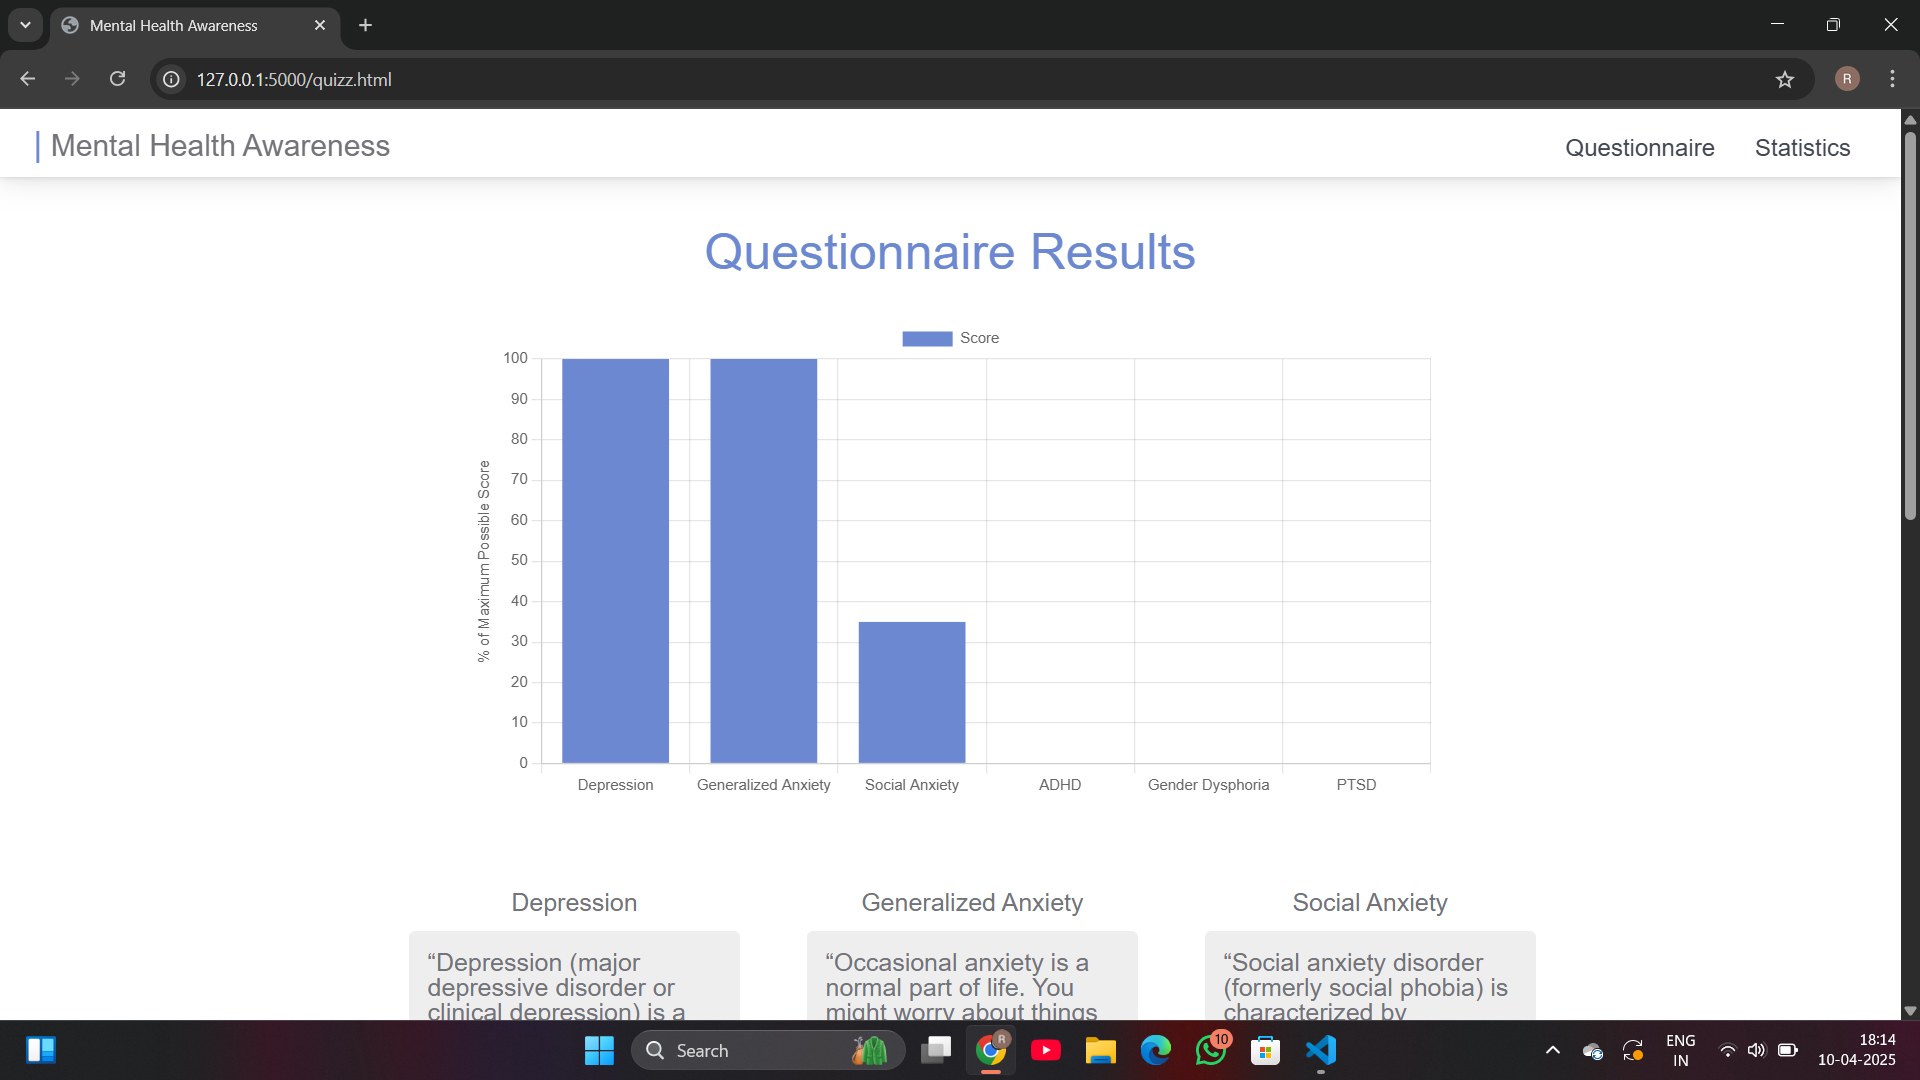 Mental Health Awareness
127.0.0.1:5000/quizz.html
R
Mental Health Awareness
Questionnaire
Statistics
Questionnaire Results
Score
% of Maximum Possible Score
100
90
80
70
60
50
40
30
20
10
0
Depression
Generalized Anxiety
Social Anxiety
ADHD
Gender Dysphoria
PTSD
Depression
“Depression (major
depressive disorder or
clinical depression) is a
Generalized Anxiety
“Occasional anxiety is a
normal part of life. You
might worry about things
Social Anxiety
“Social anxiety disorder
(formerly social phobia) is
characterized by
Search
R
10
ENG
IN
18:14
10-04-2025